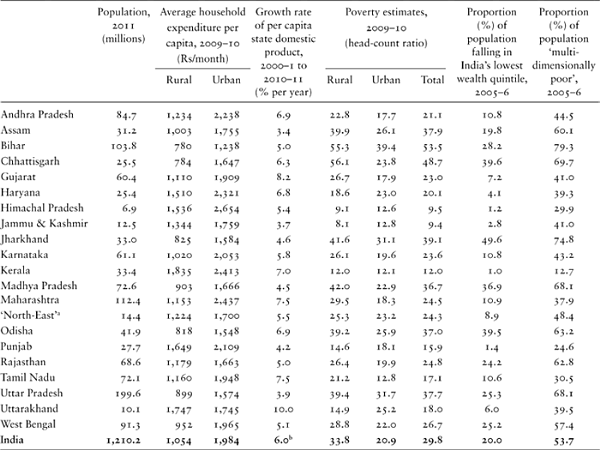 Population, Average household Growth rate Poverty estimates, Proportion Proportion
2011 expenditure per of per capita 2009–10 (%) of (%) of
(millions) capita, 2009–10 state domestic (head-count ratio) population population
(Rs/month) product, falling in ‘multi-
Rural Urban 2000–1 to Rural Urban Total India’s lowest dimensionally
2010–11 wealth quintile, poor’,
(% per year) 2005–6 2005–6
Andhra Pradesh 84.7 1,234 2,238 6.9 22.8 17.7 21.1 10.8 44.5
Assam 31.2 1,003 1,755 3.4 39.9 26.1 37.9 19.8 60.1
Bihar 103.8 780 1,238 5.0 55.3 39.4 53.5 28.2 79.3
Chhattisgarh 25.5 784 1,647 6.3 56.1 23.8 48.7 39.6 69.7
Gujarat 60.4 1,110 1,909 8.2 26.7 17.9 23.0 7.2 41.0
Haryana 25.4 1,510 2,321 6.8 18.6 23.0 20.1 4.1 39.3
Himachal Pradesh 6.9 1,536 2,654 5.4 9.1 12.6 9.5 1.2 29.9
Jammu & Kashmir 12.5 1,344 1,759 3.7 8.1 12.8 9.4 2.8 41.0
Jharkhand 33.0 825 1,584 4.6 41.6 31.1 39.1 49.6 74.8
Karnataka 61.1 1,020 2,053 5.8 26.1 19.6 23.6 10.8 43.2
Kerala 33.4 1,835 2,413 7.0 12.0 12.1 12.0 1.0 12.7
Madhya Pradesh 72.6 903 1,666 4.5 42.0 22.9 36.7 36.9 68.1
Maharashtra 112.4 1,153 2,437 7.5 29.5 18.3 24.5 10.9 37.9
‘North-East’ᵃ 14.4 1,224 1,700 5.5 25.3 23.2 24.3 8.9 48.4
Odisha 41.9 818 1,548 6.9 39.2 25.9 37.0 39.5 63.2
Punjab 27.7 1,649 2,109 4.2 14.6 18.1 15.9 1.4 24.6
Rajasthan 68.6 1,179 1,663 5.0 26.4 19.9 24.8 24.2 62.8
Tamil Nadu 72.1 1,160 1,948 7.5 21.2 12.8 17.1 10.6 30.5
Uttar Pradesh 199.6 899 1,574 3.9 39.4 31.7 37.7 25.3 68.1
Uttarakhand 10.1 1,747 1,745 10.0 14.9 25.2 18.0 6.0 39.5
West Bengal 91.3 952 1,965 5.1 28.8 22.0 26.7 25.2 57.4
India 1,210.2 1,054 1,984 6.0ᵇ 33.8 20.9 29.8 20.0 53.7